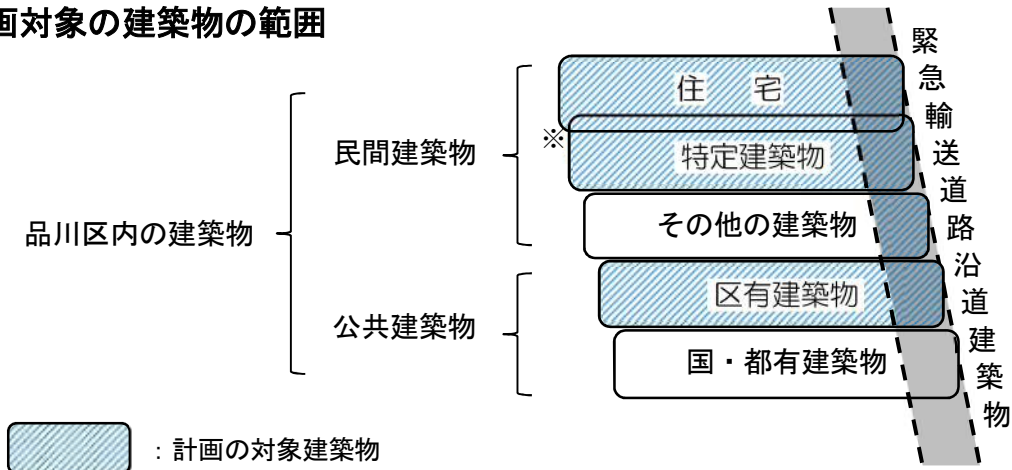 画対象の建築物の範囲
緊急輸送道路沿道建築物
住　宅
※
民間建築物
特定建築物
その他の建築物
品川区内の建築物
区有建築物
公共建築物
国・都有建築物
：計画の対象建築物